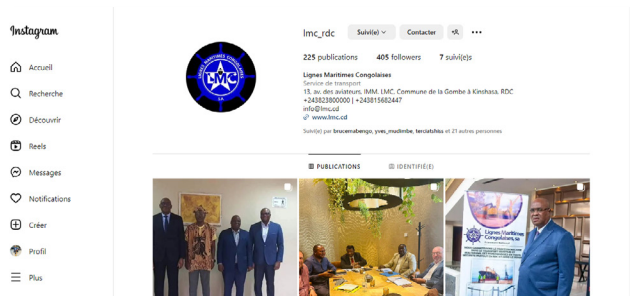 Instagram
Accueil
Recherche
Découvrir
Reels
Messages
Notifications
Créer
Profil
Plus
LIGNES MARITIMES CONGOLAISES
LMC
S.A
lmc_rdc Suivi(e) Contacter
225 publications 405 followers 7 suivi(e)s
Lignes Maritimes Congolaises
Service de transport
13, av. des aviateurs, IMM. LMC, Commune de la Gombe à Kinshasa, RDC
+243823800000 | +243815682447
info@lmc.cd
www.lmc.cd
Suivi(e) par brucemabengo, yves_mudimbe, terciatshisa et 21 autres personnes
PUBLICATIONS IDENTIFIÉ(E)
Lignes Maritimes
Congolaises, sa